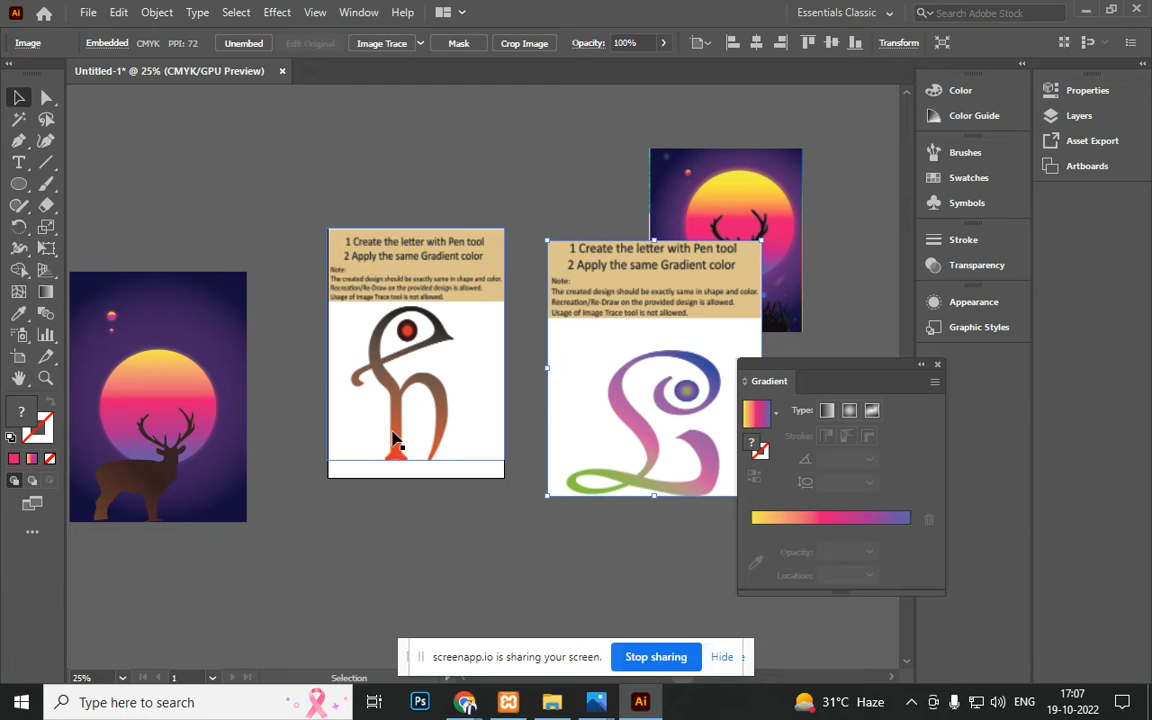 Ai
File Edit Object Type Select Effect View Window Help
Essentials Classic
Search Adobe Stock
Image Embedded CMYK PPI: 72 Unembed Edit Original Image Trace Mask Crop Image Opacity: 100% Transform
Untitled-1* @ 25% (CMYK/GPU Preview)
1 Create the letter with Pen tool
2 Apply the same Gradient color
Note:
The created design should be exactly same in shape and color.
Recreation/Re-Draw on the provided design is allowed.
Usage of Image Trace tool is not allowed.
1 Create the letter with Pen tool
2 Apply the same Gradient color
Note:
The created design should be exactly same in shape and color.
Recreation/Re-Draw on the provided design is allowed.
Usage of Image Trace tool is not allowed.
Color
Color Guide
Brushes
Swatches
Symbols
Stroke
Transparency
Appearance
Graphic Styles
Properties
Layers
Asset Export
Artboards
Gradient
Type:
Stroke:
Opacity:
Location:
?
?
screenapp.io is sharing your screen. Stop sharing Hide
25% 1 Selection
Type here to search
Ps
Ai
31°C Haze
ENG
17:07
19-10-2022